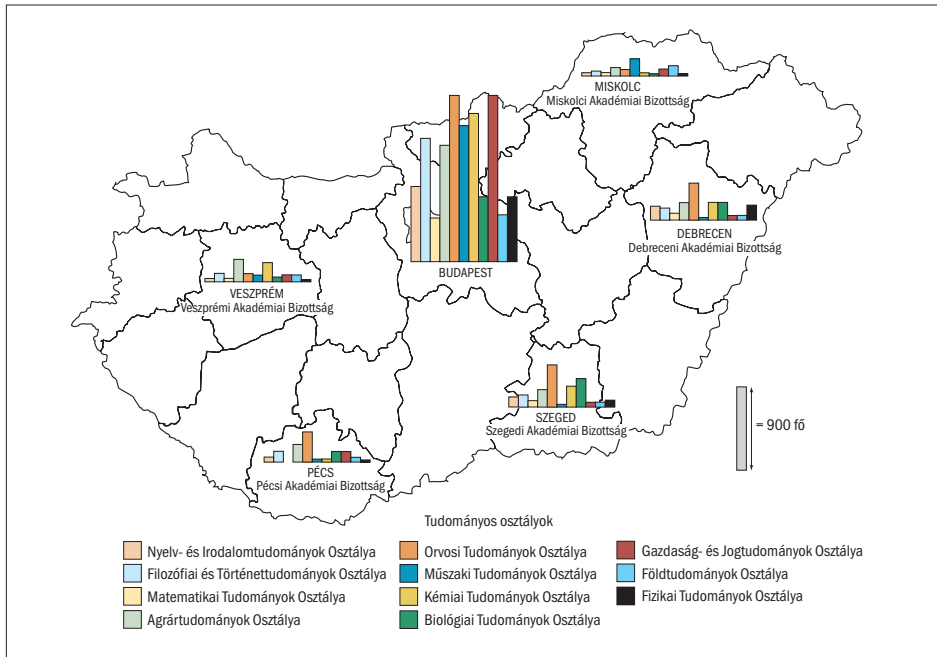 MISKOLC
Miskolci Akadémiai Bizottság
DEBRECEN
Debreceni Akadémiai Bizottság
BUDAPEST
VESZPRÉM
Veszprémi Akadémiai Bizottság
SZEGED
Szegedi Akadémiai Bizottság
= 900 fő
PÉCS
Pécsi Akadémiai Bizottság
Tudományos osztályok
Nyelv- és Irodalomtudományok Osztálya
Filozófiai és Történettudományok Osztálya
Matematikai Tudományok Osztálya
Agrártudományok Osztálya
Orvosi Tudományok Osztálya
Műszaki Tudományok Osztálya
Kémiai Tudományok Osztálya
Biológiai Tudományok Osztálya
Gazdaság- és Jogtudományok Osztálya
Földtudományok Osztálya
Fizikai Tudományok Osztálya